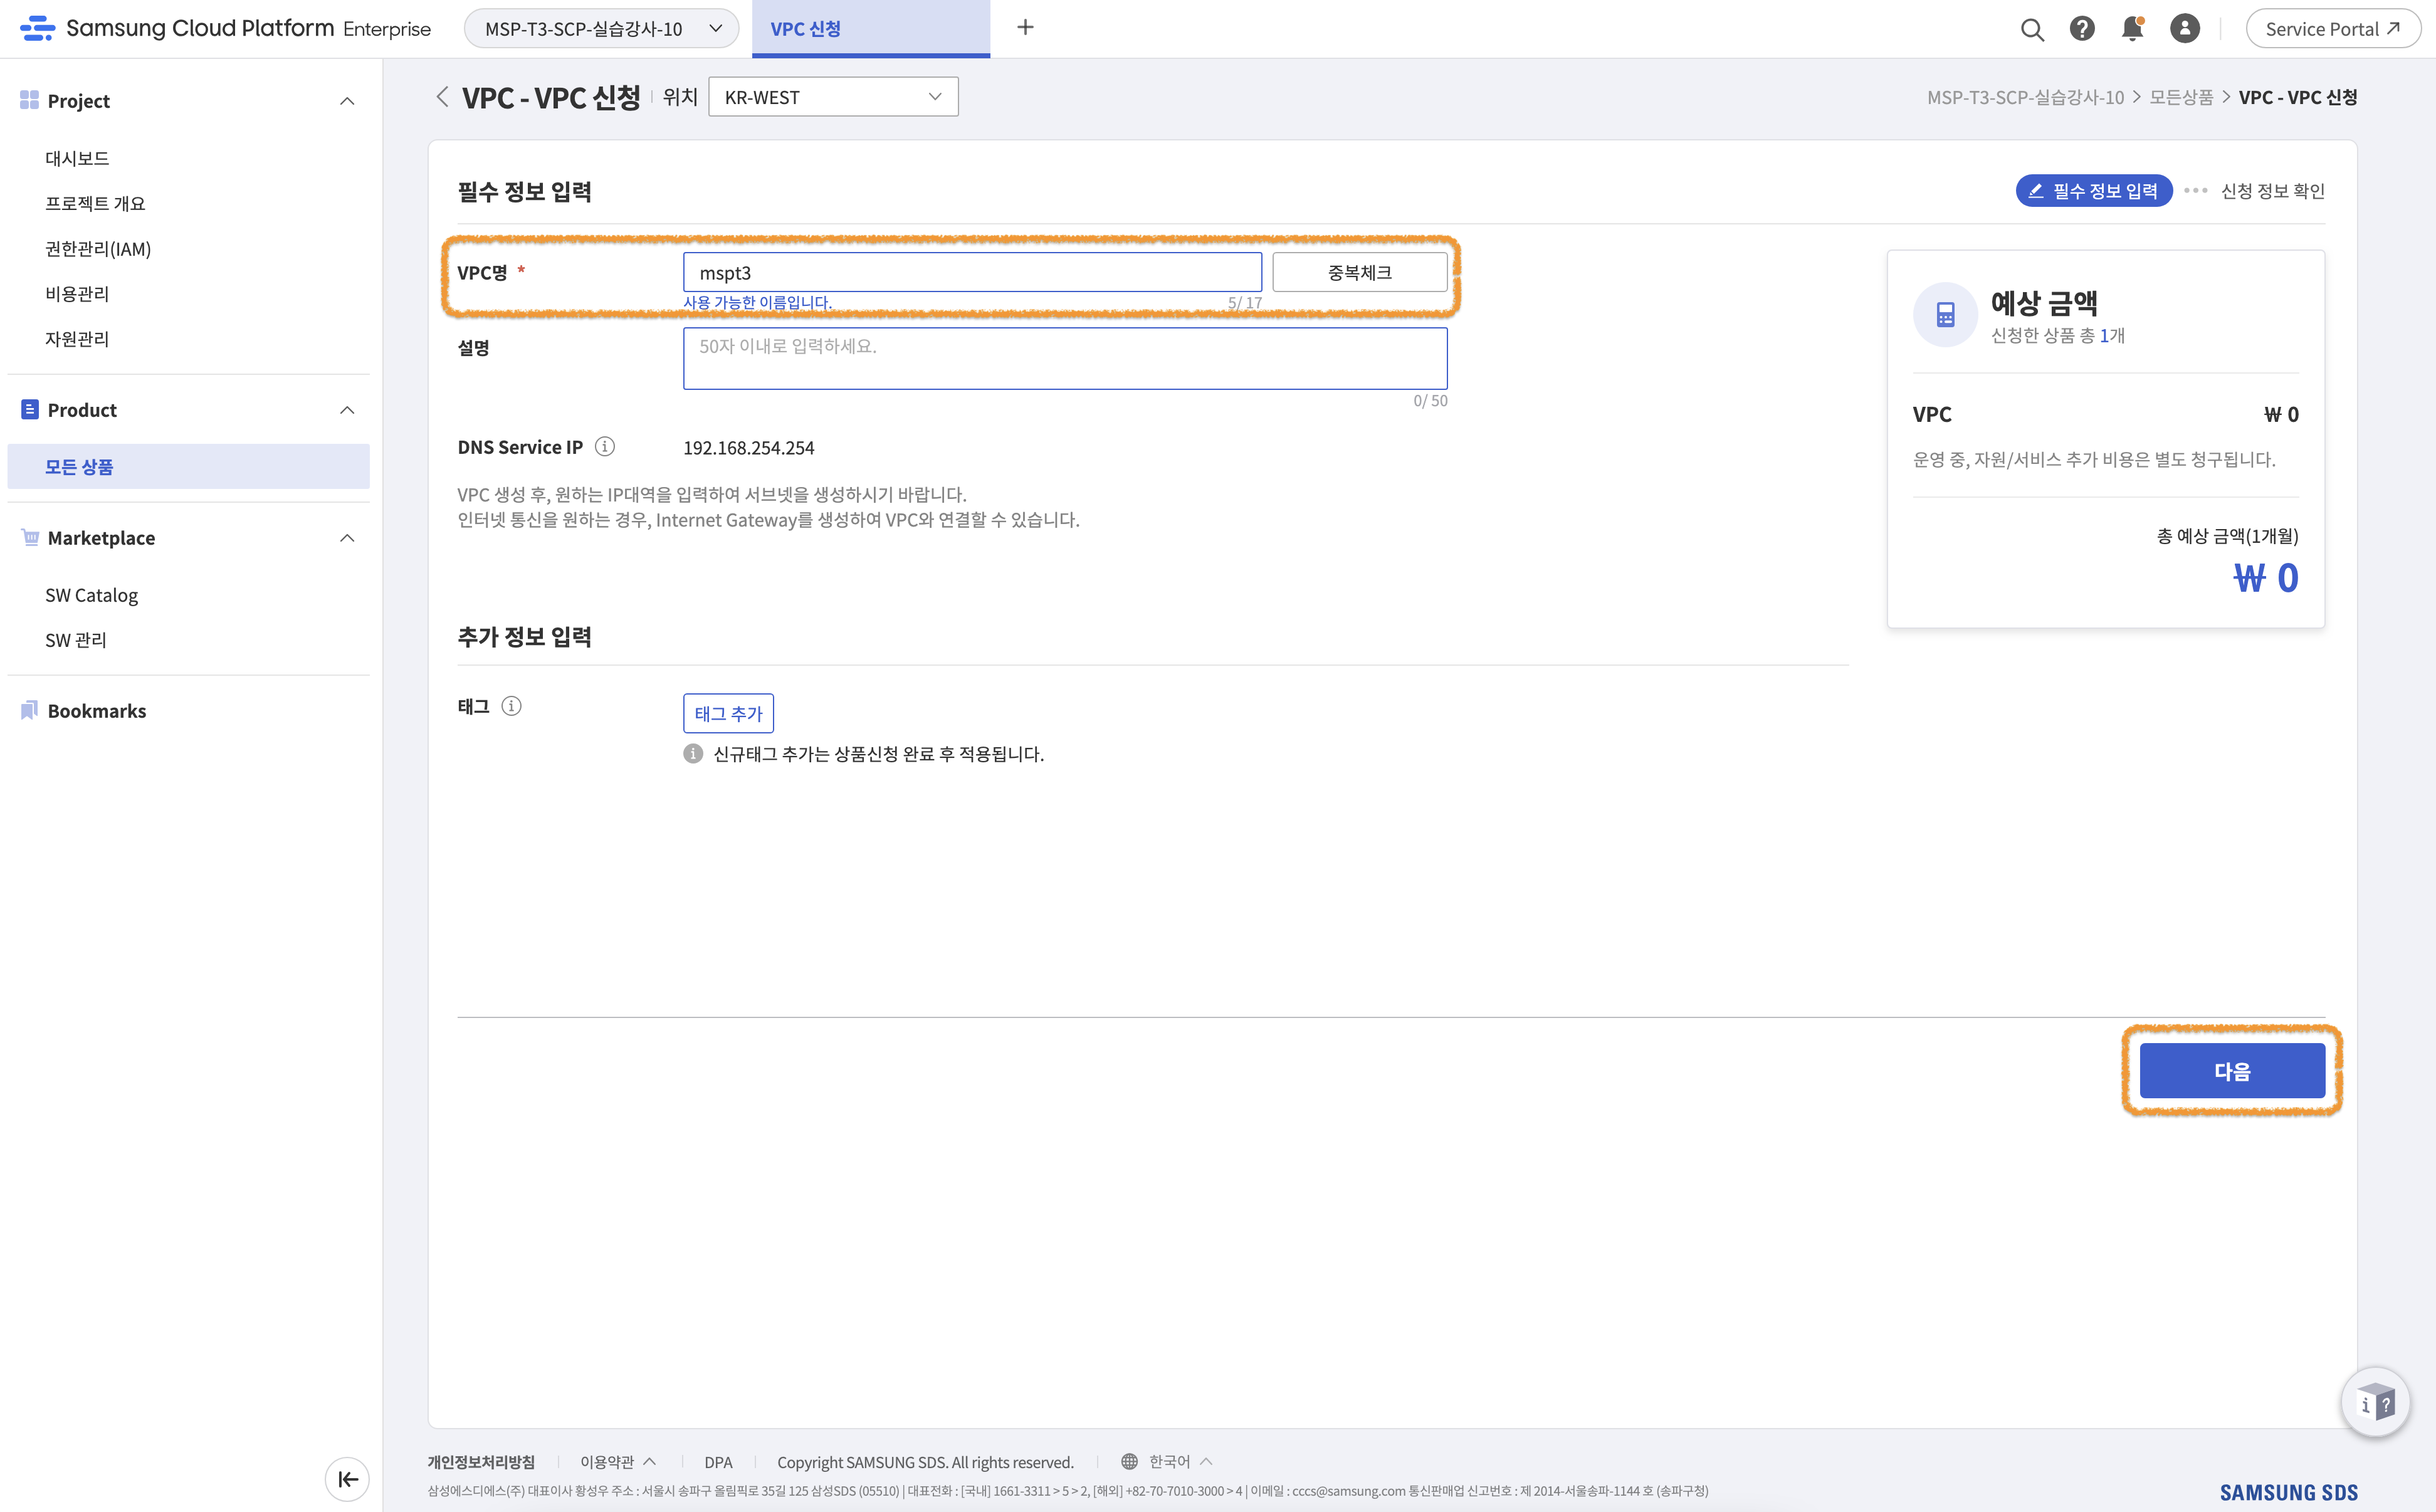 Samsung Cloud Platform Enterprise
MSP-T3-SCP-실습강사-10
VPC 신청
Service Portal
Project
대시보드
프로젝트 개요
권한관리(IAM)
비용관리
자원관리
Product
모든 상품
Marketplace
SW Catalog
SW 관리
Bookmarks
VPC - VPC 신청
위치
KR-WEST
MSP-T3-SCP-실습강사-10 > 모든상품 > VPC - VPC 신청
필수 정보 입력
필수 정보 입력 ••• 신청 정보 확인
VPC명 *
mspt3
중복체크
사용 가능한 이름입니다.
5/ 17
설명
50자 이내로 입력하세요.
0/ 50
DNS Service IP
192.168.254.254
VPC 생성 후, 원하는 IP대역을 입력하여 서브넷을 생성하시기 바랍니다.
인터넷 통신을 원하는 경우, Internet Gateway를 생성하여 VPC와 연결할 수 있습니다.
예상 금액
신청한 상품 총 1개
VPC
₩ 0
운영 중, 자원/서비스 추가 비용은 별도 청구됩니다.
총 예상 금액(1개월)
₩ 0
추가 정보 입력
태그
태그 추가
신규태그 추가는 상품신청 완료 후 적용됩니다.
다음
개인정보처리방침
이용약관
DPA
Copyright SAMSUNG SDS. All rights reserved.
한국어
삼성에스디에스(주) 대표이사 황성우 주소 : 서울시 송파구 올림픽로 35길 125 삼성SDS (05510) | 대표전화 : [국내] 1661-3311 > 5 > 2, [해외] +82-70-7010-3000 > 4 | 이메일 : cccs@samsung.com 통신판매업 신고번호 : 제 2014-서울송파-1144 호 (송파구청)
SAMSUNG SDS